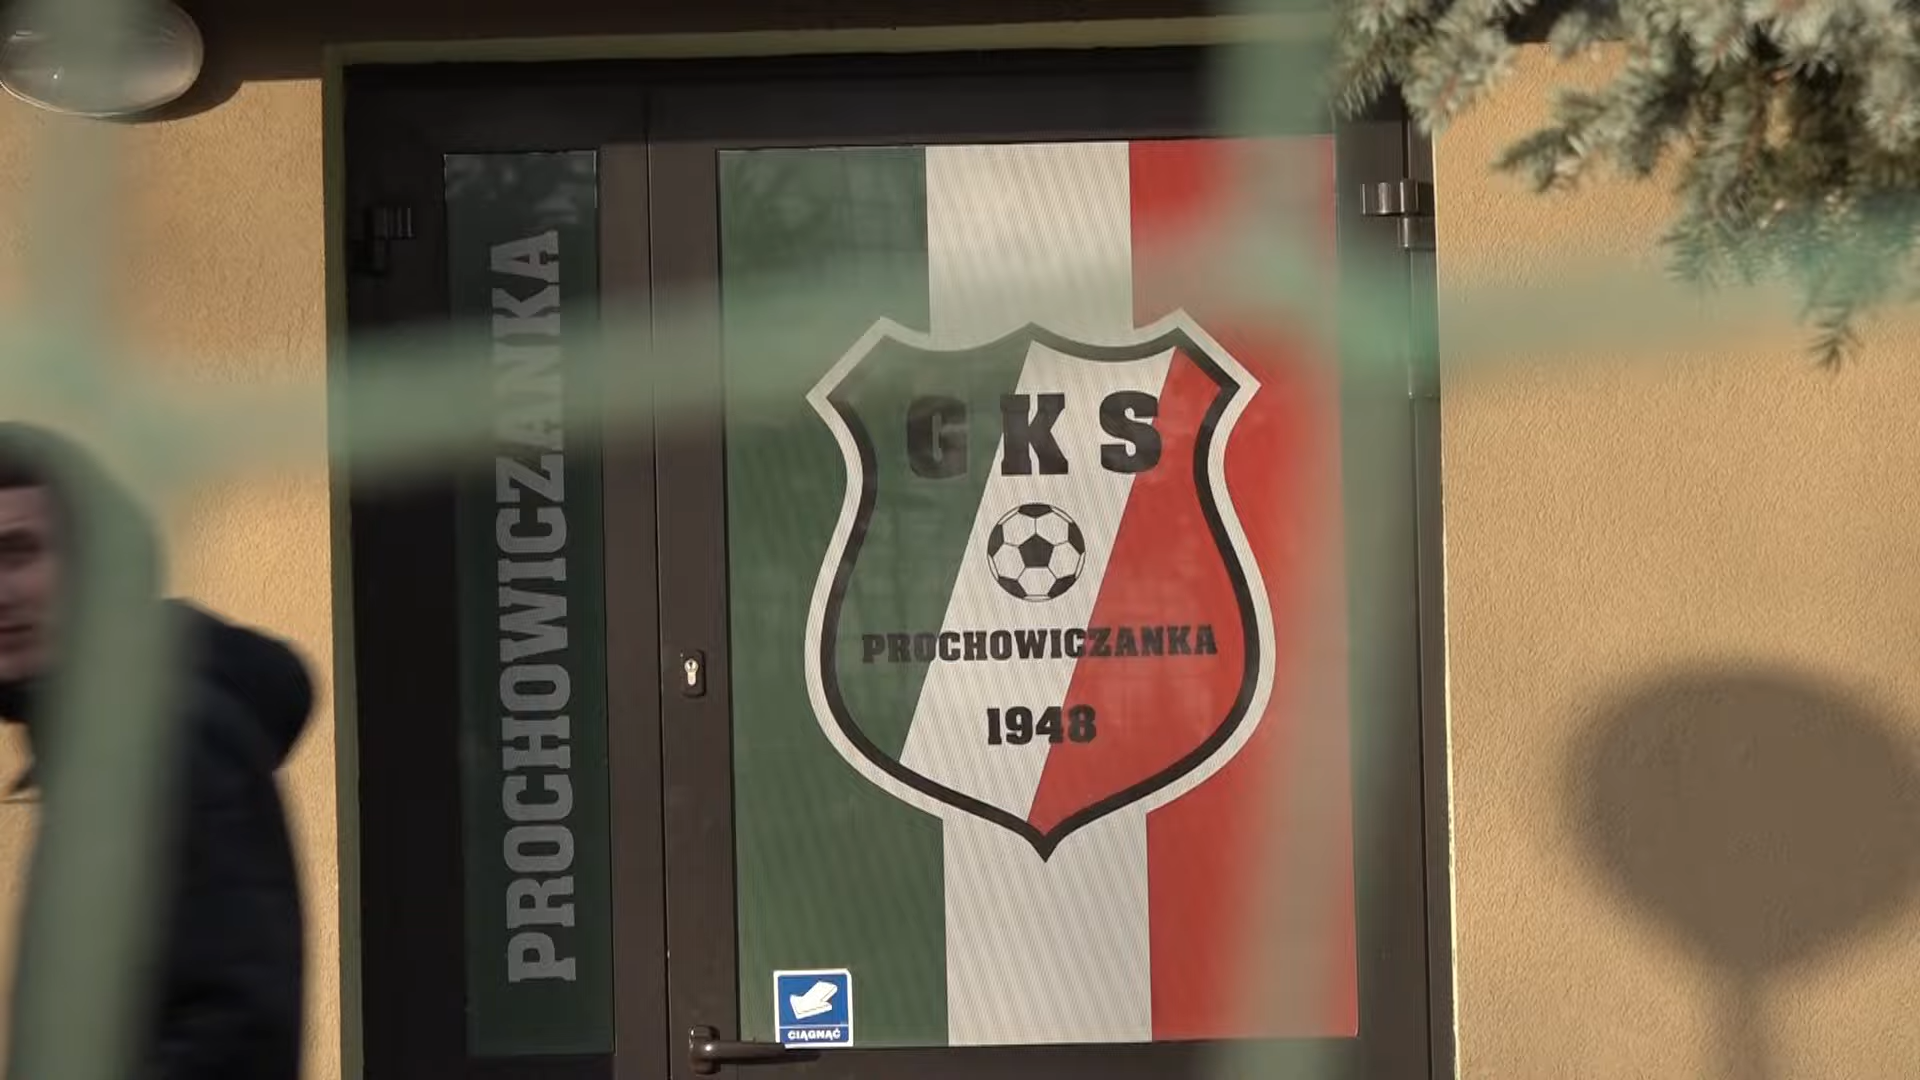 PROCHOWICZANKA
GKS
PROCHOWICZANKA
1948
CIĄGNĄĆ